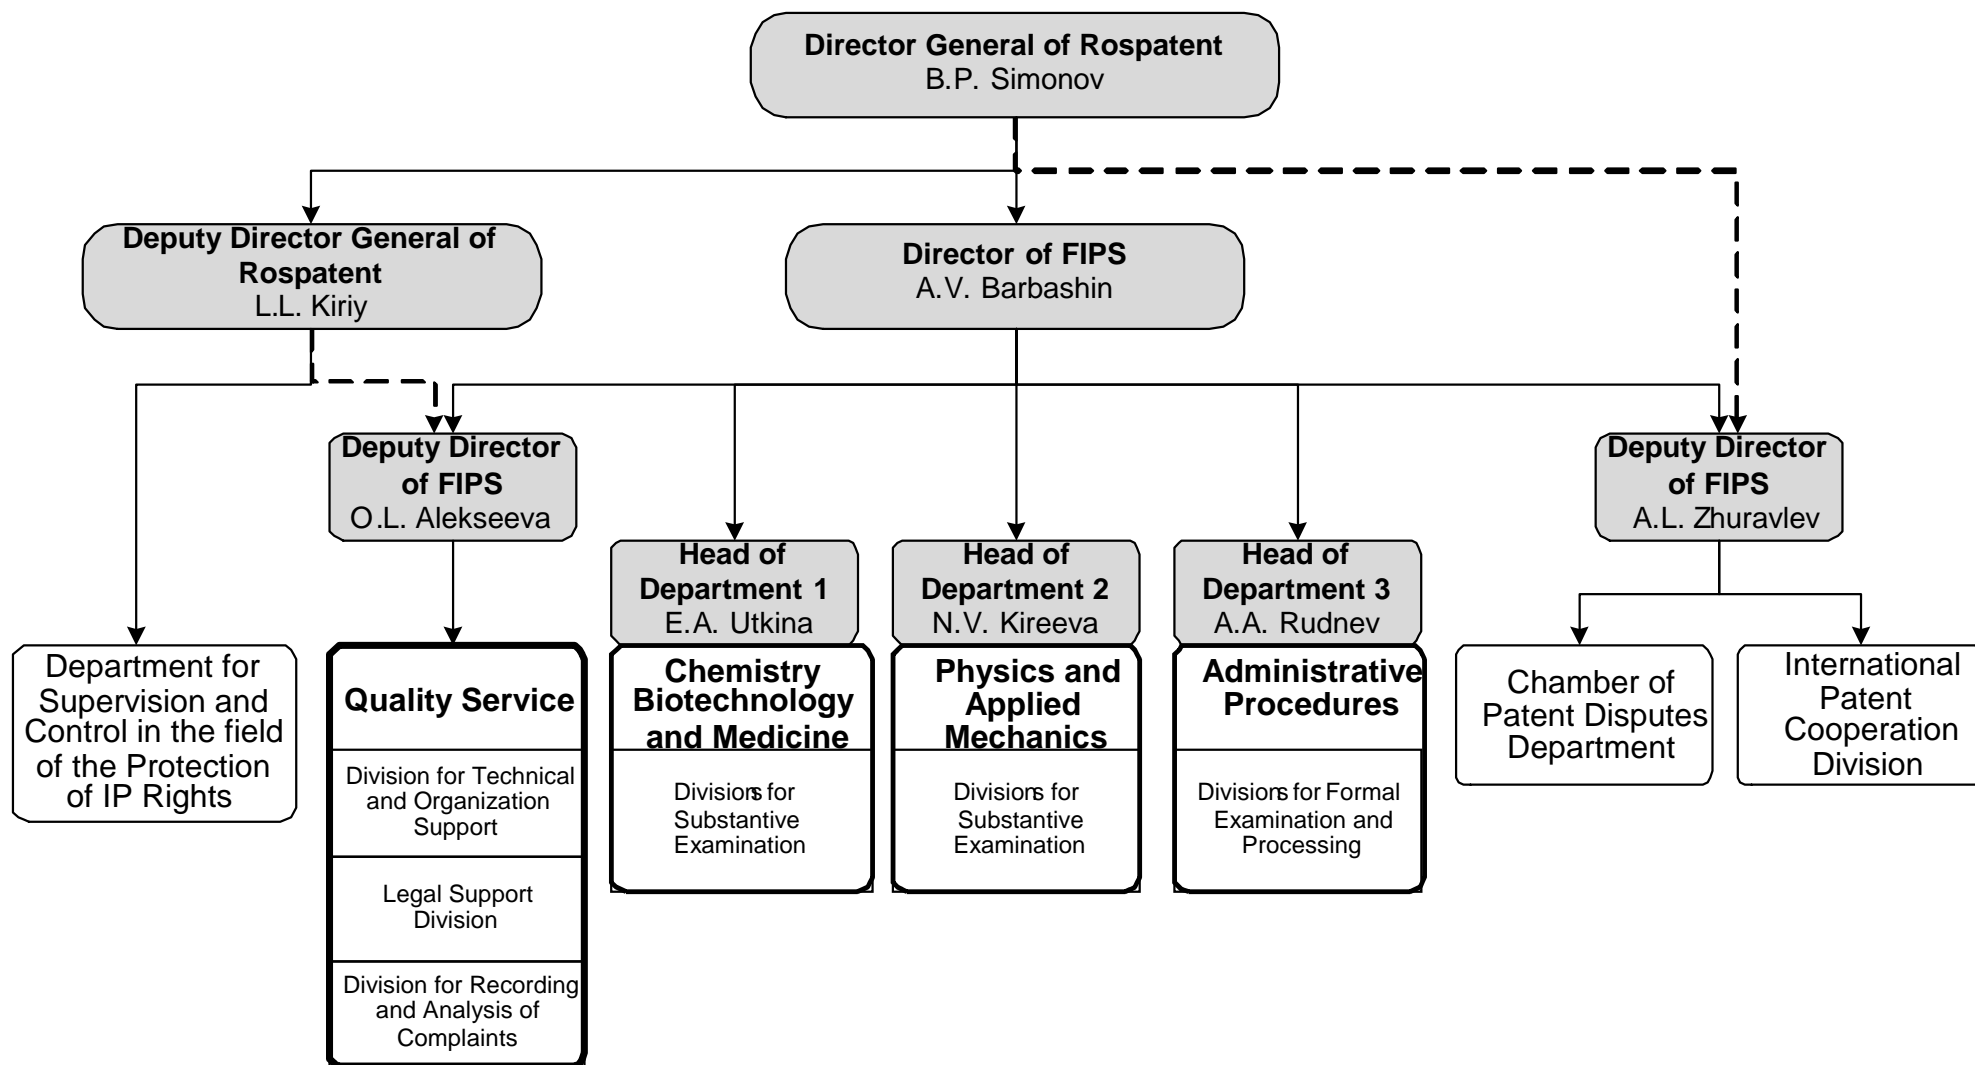 Director General of Rospatent
B.P. Simonov
Deputy Director General of
Rospatent
L.L. Kiriy
Director of FIPS
A.V. Barbashin
Deputy Director
of FIPS
O.L. Alekseeva
Deputy Director
of FIPS
A.L. Zhuravlev
Head of
Department 1
E.A. Utkina
Head of
Department 2
N.V. Kireeva
Head of
Department 3
A.A. Rudnev
Department for
Supervision and
Control in the field
of the Protection
of IP Rights
Quality Service
Division for Technical
and Organization
Support
Legal Support
Division
Division for Recording
and Analysis of
Complaints
Chemistry
Biotechnology
and Medicine
Divisions for
Substantive
Examination
Physics and
Applied
Mechanics
Divisions for
Substantive
Examination
Administrative
Procedures
Divisions for Formal
Examination and
Processing
Chamber of
Patent Disputes
Department
International
Patent
Cooperation
Division